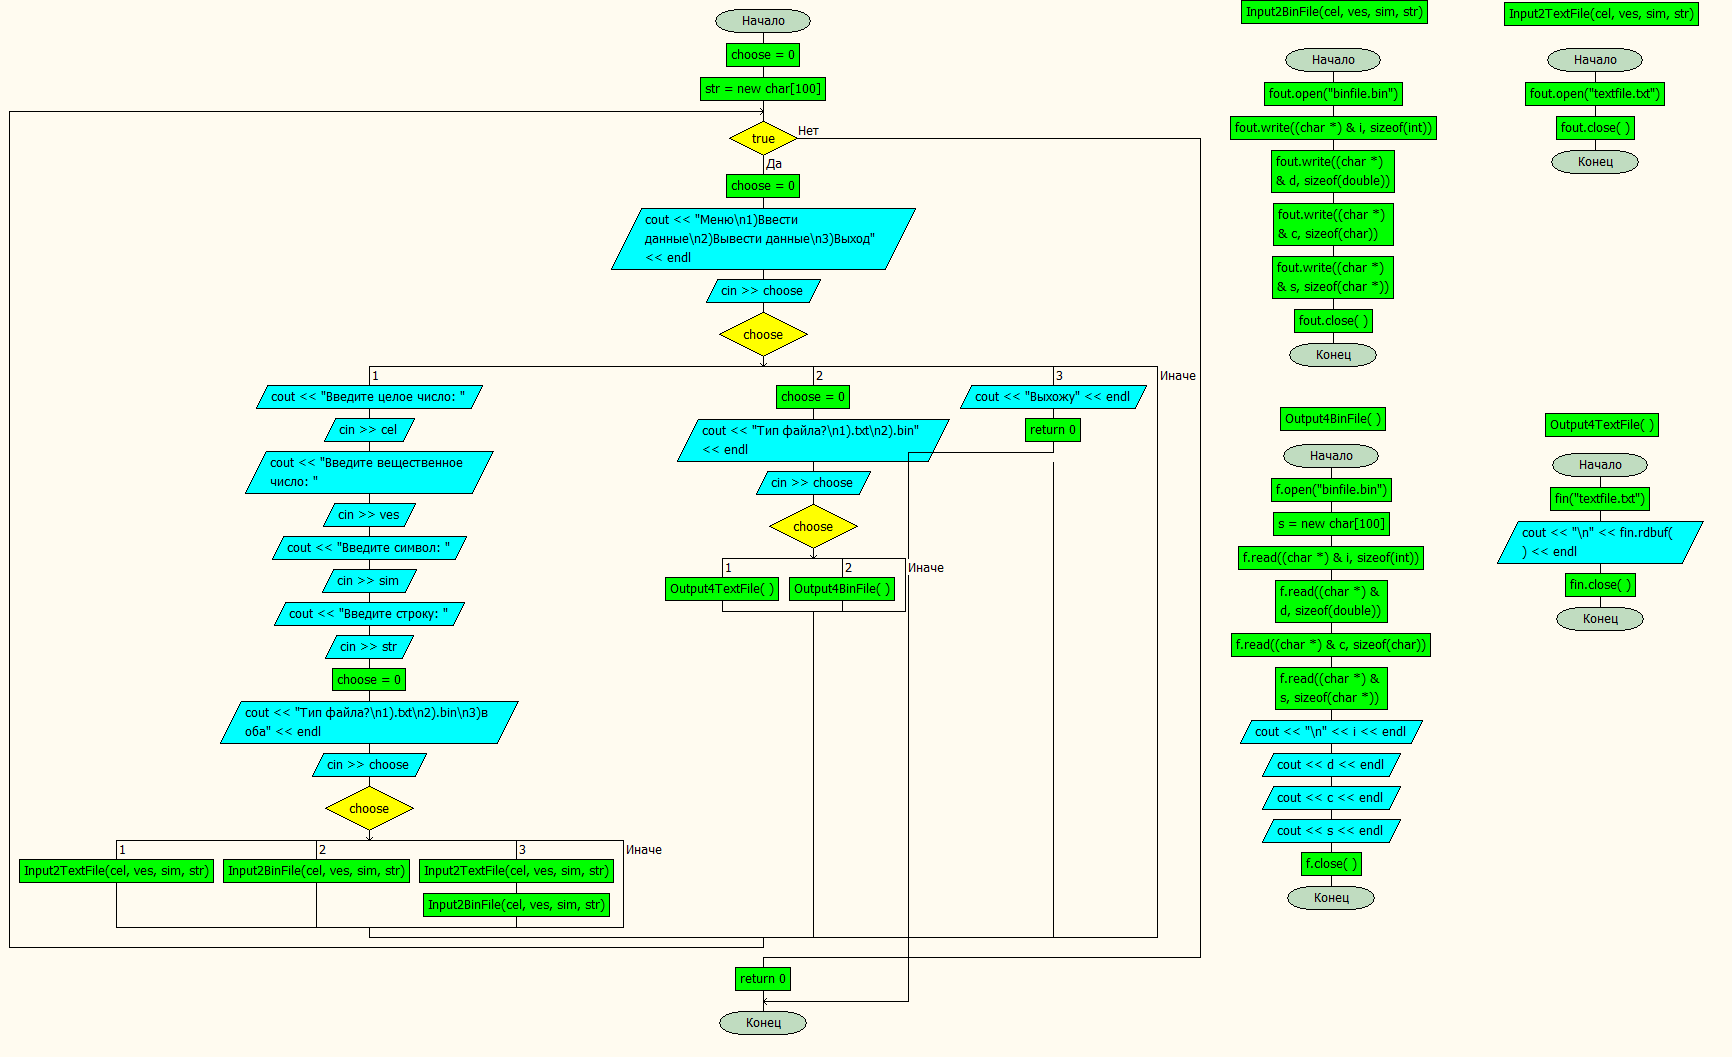 Начало
choose = 0
str = new char[100]
true
Нет
Да
choose = 0
cout << "Меню\n1)Ввести
данные\n2)Вывести данные\n3)Выход"
<< endl
cin >> choose
choose
1
cout << "Введите целое число: "
cin >> cel
cout << "Введите вещественное
число: "
cin >> ves
cout << "Введите символ: "
cin >> sim
cout << "Введите строку: "
cin >> str
choose = 0
cout << "Тип файла?\n1).txt\n2).bin\n3)в
оба" << endl
cin >> choose
choose
1
Input2TextFile(cel, ves, sim, str)
2
Input2BinFile(cel, ves, sim, str)
3
Input2TextFile(cel, ves, sim, str)
Input2BinFile(cel, ves, sim, str)
Иначе
2
choose = 0
cout << "Тип файла?\n1).txt\n2).bin"
<< endl
cin >> choose
choose
1
Output4TextFile( )
2
Output4BinFile( )
Иначе
3
cout << "Выхожу" << endl
return 0
Иначе
return 0
Конец
Input2BinFile(cel, ves, sim, str)
Начало
fout.open("binfile.bin")
fout.write((char *) & i, sizeof(int))
fout.write((char *)
& d, sizeof(double))
fout.write((char *)
& c, sizeof(char))
fout.write((char *)
& s, sizeof(char *))
fout.close( )
Конец
Input2TextFile(cel, ves, sim, str)
Начало
fout.open("textfile.txt")
fout.close( )
Конец
Output4BinFile( )
Начало
f.open("binfile.bin")
s = new char[100]
f.read((char *) & i, sizeof(int))
f.read((char *) &
d, sizeof(double))
f.read((char *) & c, sizeof(char))
f.read((char *) &
s, sizeof(char *))
cout << "\n" << i << endl
cout << d << endl
cout << c << endl
cout << s << endl
f.close( )
Конец
Output4TextFile( )
Начало
fin("textfile.txt")
cout << "\n" << fin.rdbuf(
) << endl
fin.close( )
Конец